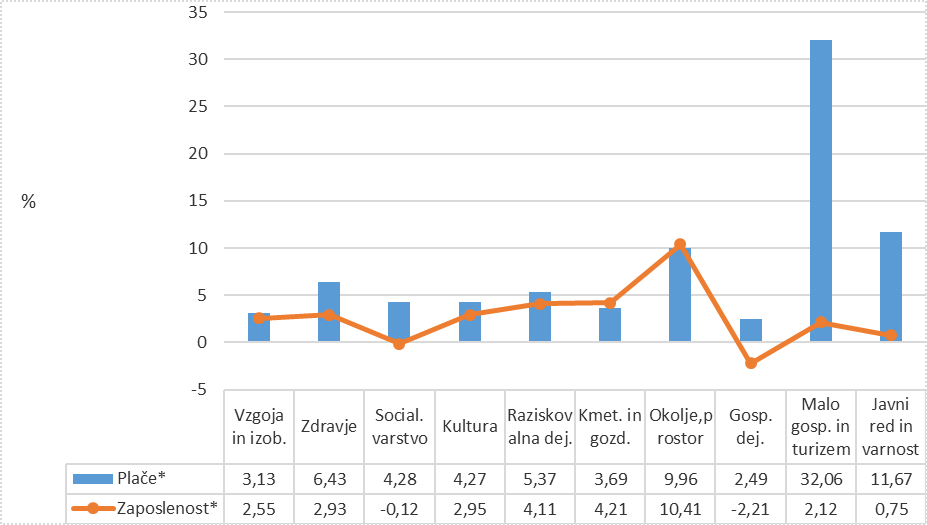 35
30
25
20
15
10
5
0
-5
%
Vzgoja
in izob.
Zdravje
Social.
varstvo
Kultura
Raziskov
alna dej.
Kmet. in
gozd.
Okolje,p
rostor
Gosp.
dej.
Malo
gosp. in
turizem
Javni
red in
varnost
Plače* 3,13 6,43 4,28 4,27 5,37 3,69 9,96 2,49 32,06 11,67
Zaposlenost* 2,55 2,93 -0,12 2,95 4,11 4,21 10,41 -2,21 2,12 0,75